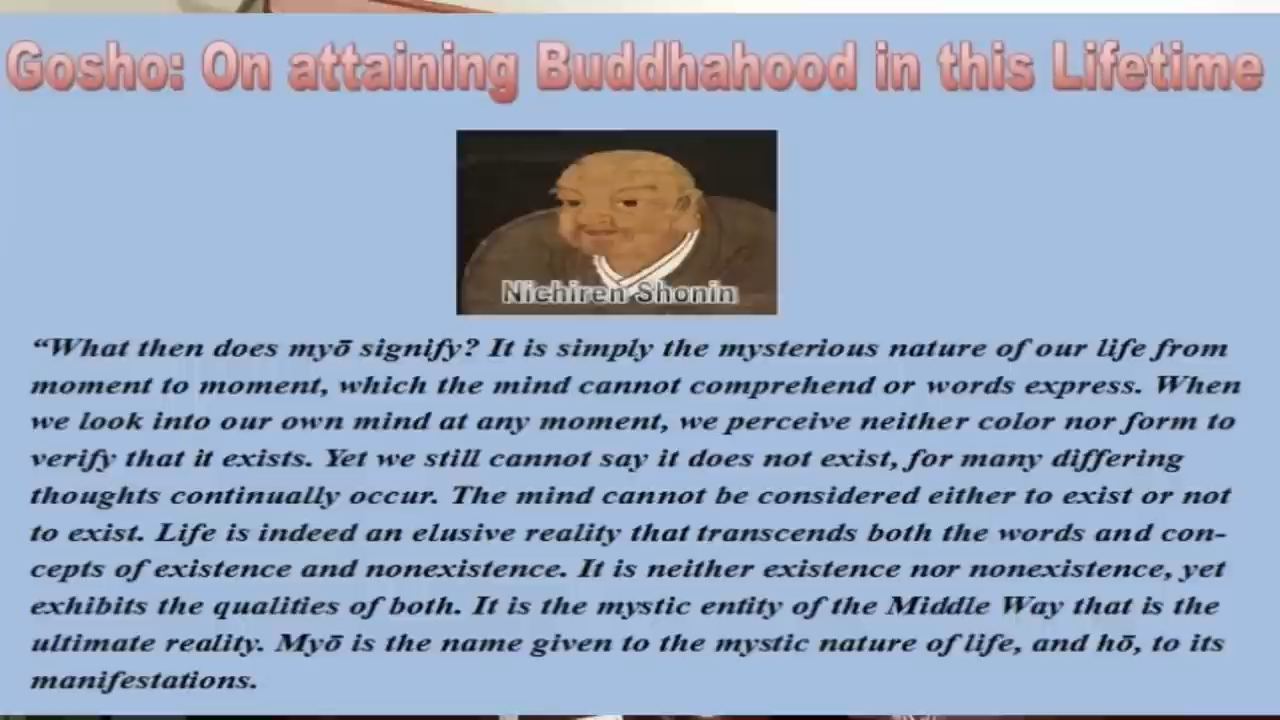 Gosho: On attaining Buddhahood in this Lifetime
Nichiren Shonin
“What then does myō signify? It is simply the mysterious nature of our life from
moment to moment, which the mind cannot comprehend or words express. When
we look into our own mind at any moment, we perceive neither color nor form to
verify that it exists. Yet we still cannot say it does not exist, for many differing
thoughts continually occur. The mind cannot be considered either to exist or not
to exist. Life is indeed an elusive reality that transcends both the words and con-
cepts of existence and nonexistence. It is neither existence nor nonexistence, yet
exhibits the qualities of both. It is the mystic entity of the Middle Way that is the
ultimate reality. Myō is the name given to the mystic nature of life, and hō, to its
manifestations.